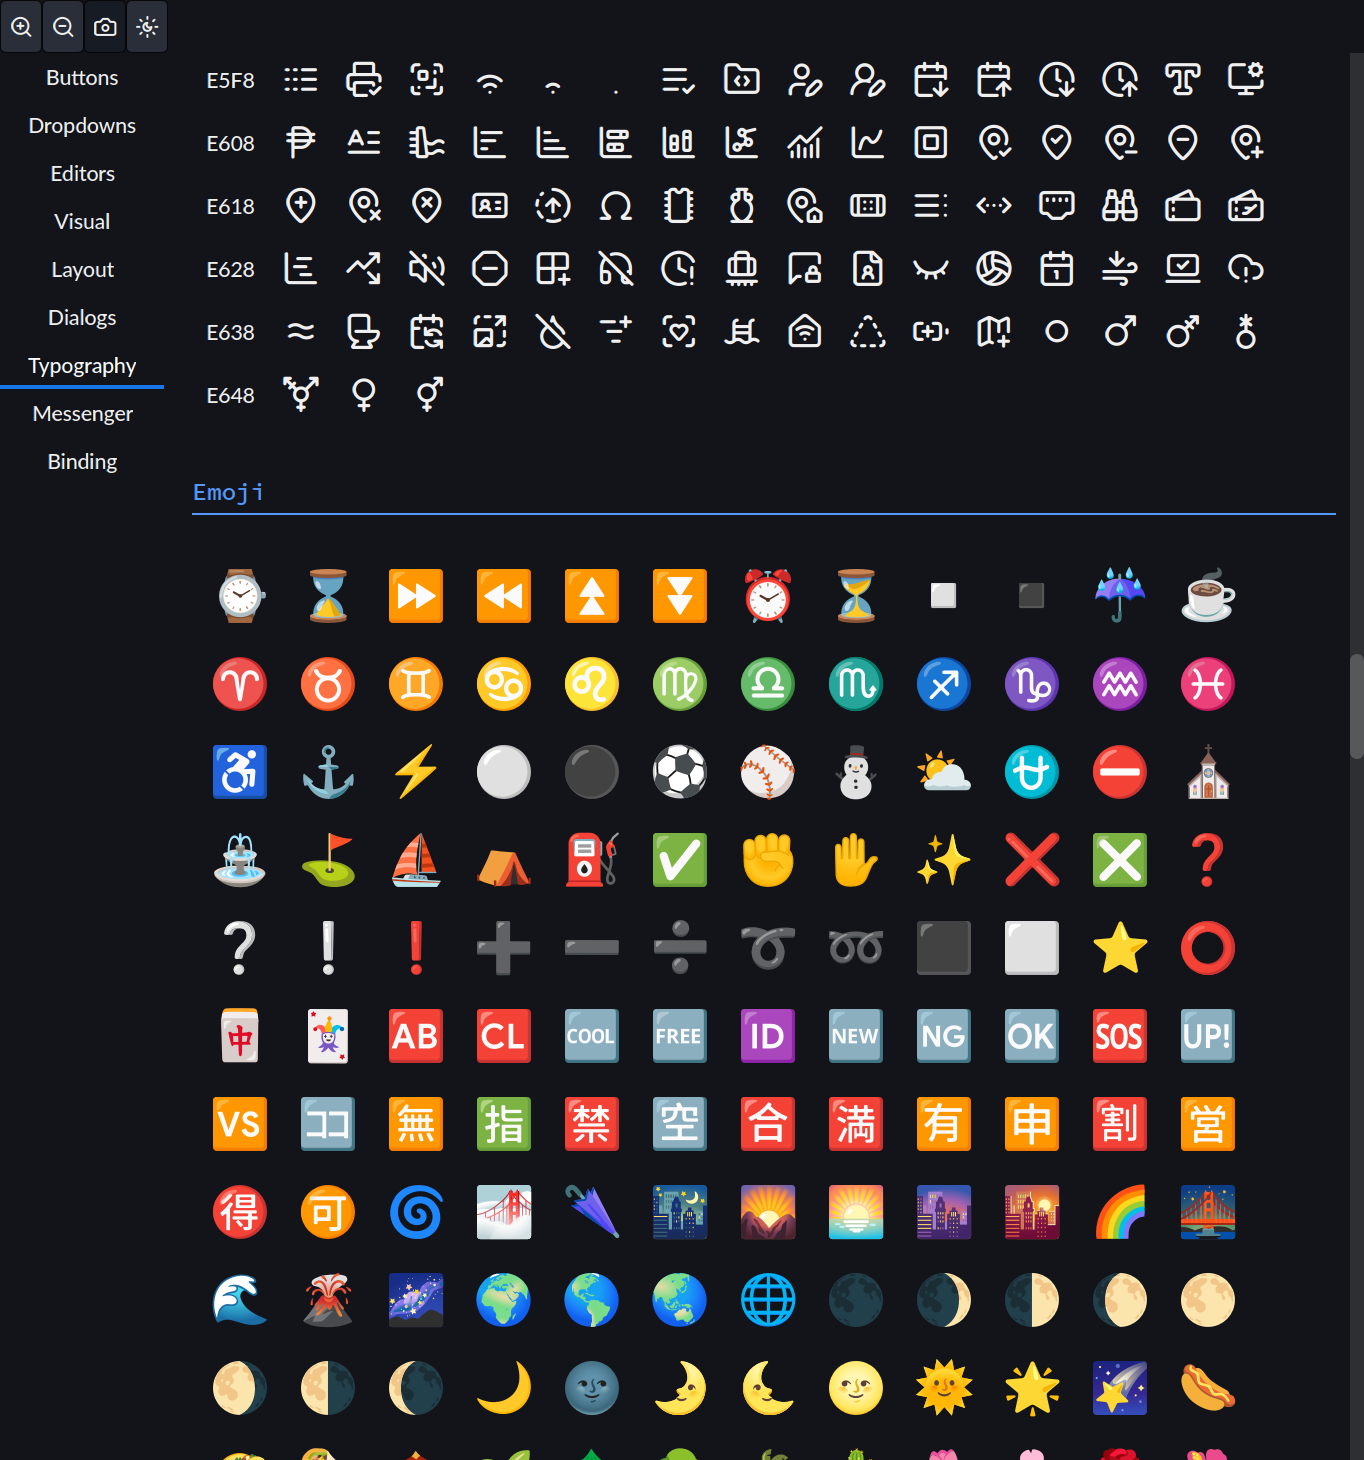 Buttons
Dropdowns
Editors
Visual
Layout
Dialogs
Typography
Messenger
Binding
E5F8
E608
E618
E628
E638
E648
Emoji
中
AB CL COOL FREE ID NEW NG OK SOS UP!
VS ココ 無 指 禁 空 合 満 有 申 割 営
得 可